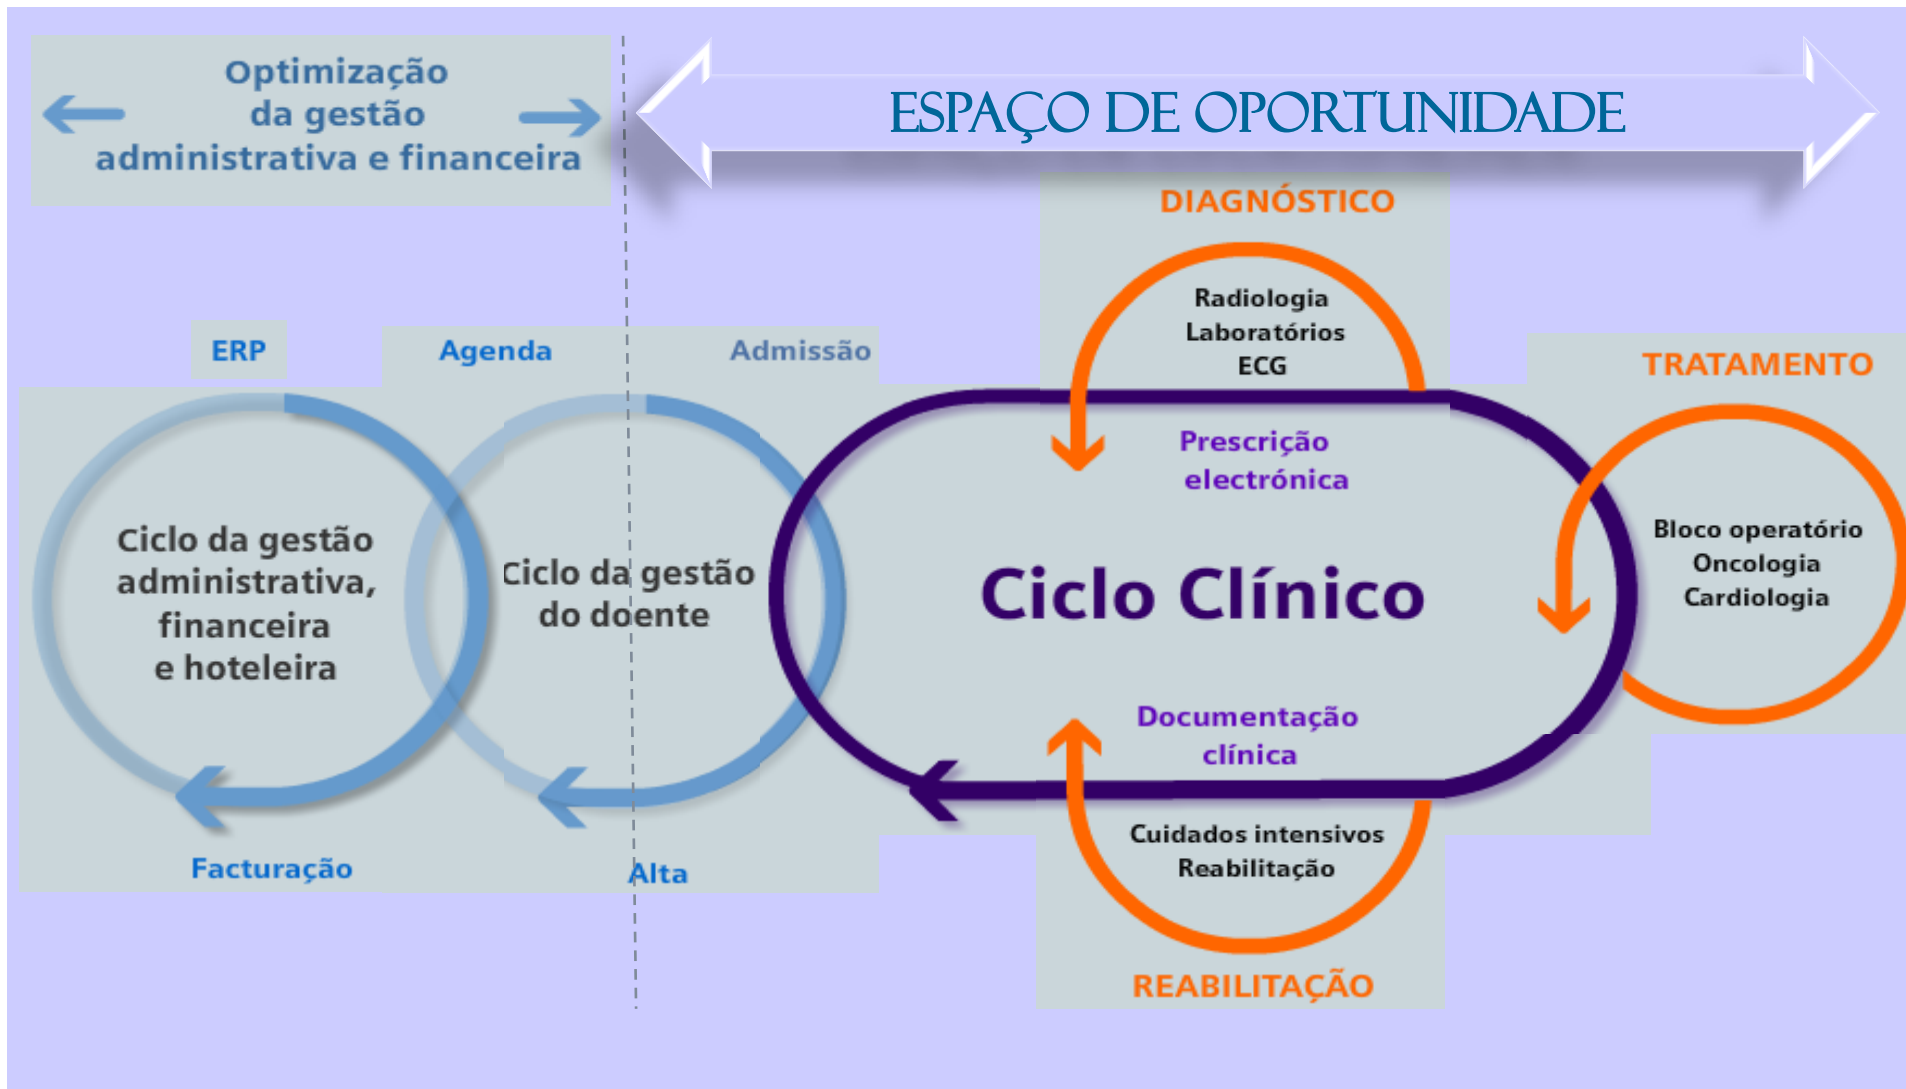 Optimização
da gestão
administrativa e financeira
ESPAÇO DE OPORTUNIDADE
DIAGNÓSTICO
Radiologia
Laboratórios
ECG
ERP
Agenda
Admissão
TRATAMENTO
Prescrição
electrónica
Bloco operatório
Oncologia
Cardiologia
Ciclo da gestão
administrativa,
financeira
e hoteleira
Ciclo da gestão
do doente
Ciclo Clínico
Documentação
clínica
Cuidados intensivos
Reabilitação
Facturação
Alta
REABILITAÇÃO